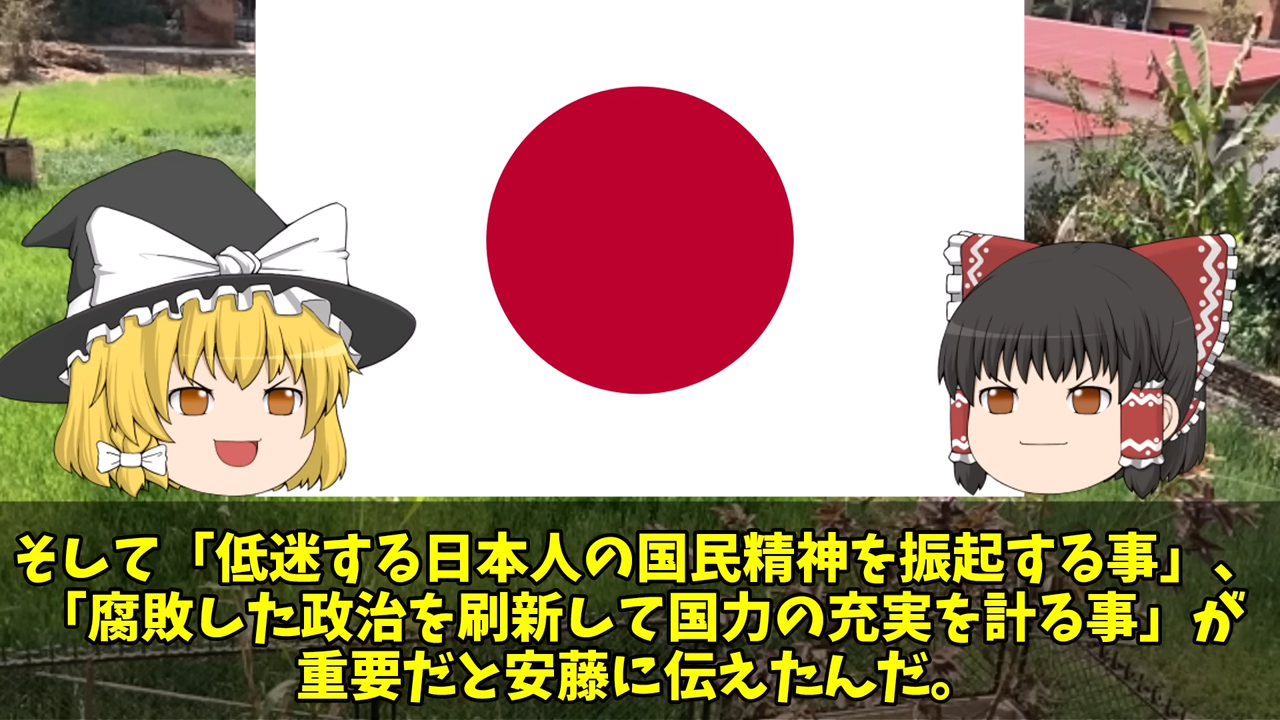 そして「低迷する日本人の国民精神を振起する事」、
「腐敗した政治を刷新して国力の充実を計る事」が
重要だと安藤に伝えたんだ。